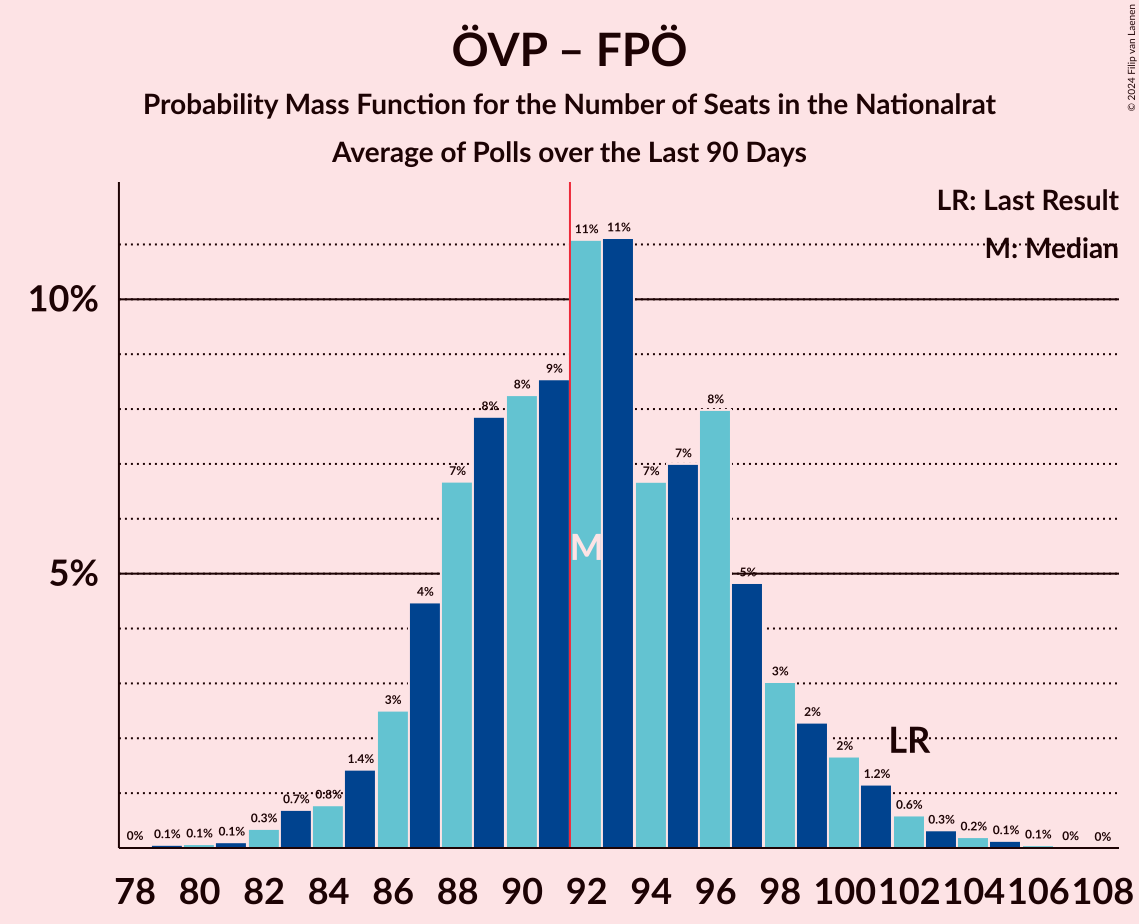 ÖVP – FPÖ
Probability Mass Function for the Number of Seats in the Nationalrat
Average of Polls over the Last 90 Days
© 2024 Filip van Laenen
LR: Last Result
M: Median
10%
5%
0% 0.1% 0.1% 0.1% 0.3% 0.7% 0.8% 1.4% 3% 4% 7% 8% 8% 9% 11% 11% 7% 7% 8% 5% 3% 2% 2% 1.2% 0.6% 0.3% 0.2% 0.1% 0.1% 0% 0%
M
LR
78 80 82 84 86 88 90 92 94 96 98 100 102 104 106 108